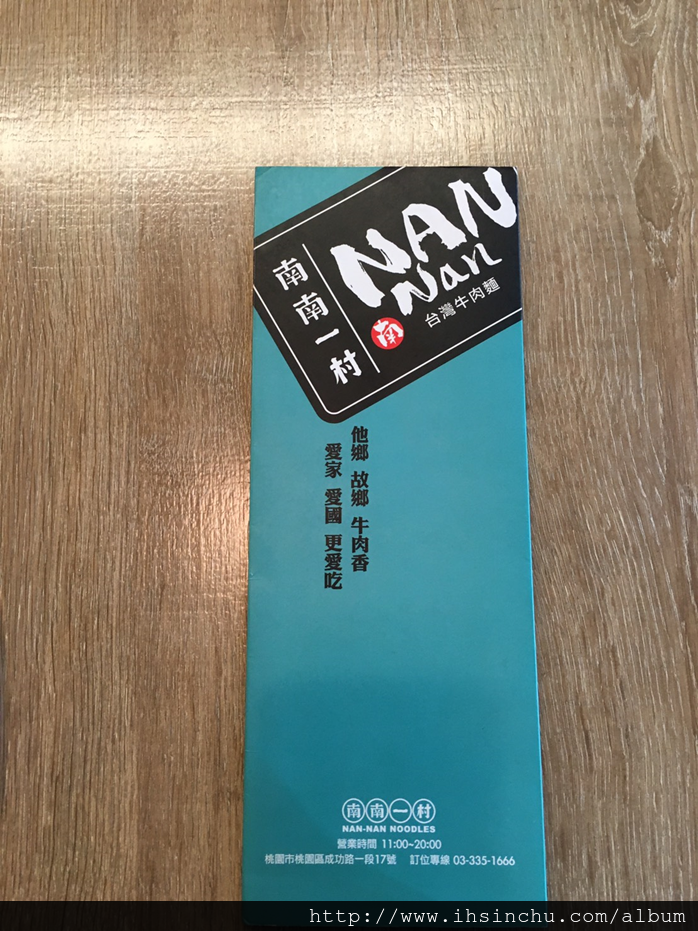 南南一村
NAN
Nan
南
台灣牛肉麵
他鄉 故鄉 牛肉香
愛家 愛國 更愛吃
南南一村
NAN-NAN NOODLES
營業時間 11:00~20:00
桃園市桃園區成功路一段17號 訂位專線 03-335-1666
http://www.ihsinchu.com/album